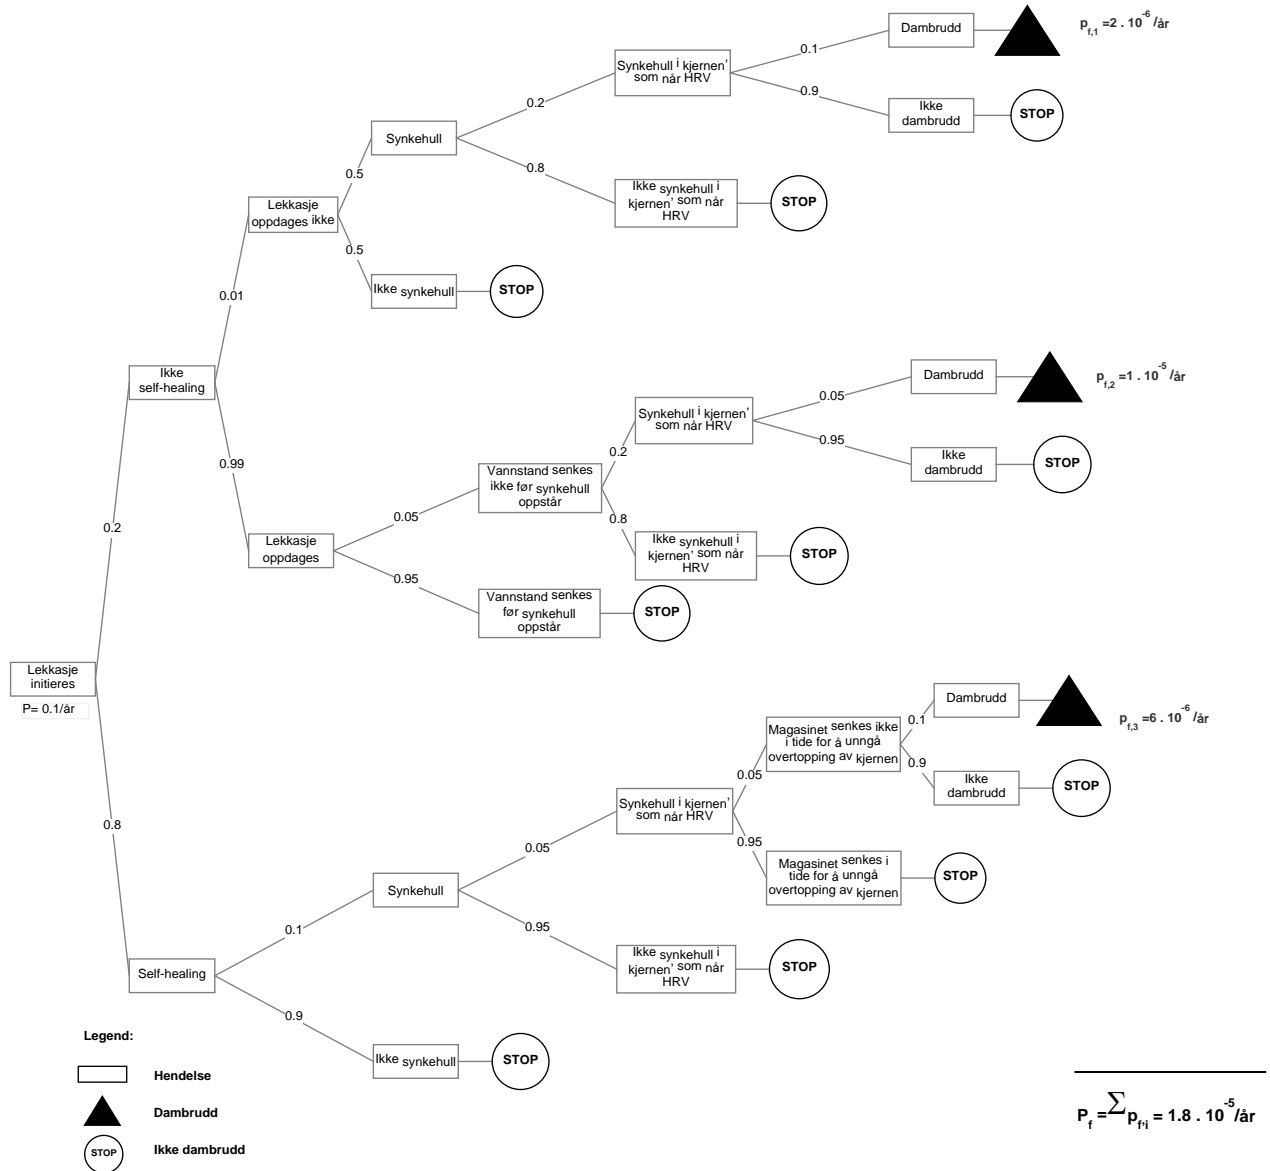 Dambrudd
p_f,1 =2 . 10^-6 /år
0.1
Synkehull i kjernen,
som når HRV
0.9
Ikke
dambrudd
STOP
0.2
Synkehull
0.8
0.5
Ikke synkehull i
kjernen, som når
HRV
STOP
Lekkasje
oppdages ikke
0.5
Ikke synkehull
STOP
0.01
Ikke
self-healing
Dambrudd
p_f,2 =1 . 10^-5 /år
0.05
Synkehull i kjernen,
som når HRV
0.95
Ikke
dambrudd
STOP
0.2
0.99
Vannstand senkes
ikke før synkehull
oppstår
0.05
0.8
0.2
Lekkasje
oppdages
Ikke synkehull i
kjernen, som når
HRV
STOP
0.95
Vannstand senkes
før synkehull
oppstår
STOP
Lekkasje
initieres
P= 0.1/år
Dambrudd
p_f,3 =6 . 10^-6 /år
0.1
Magasinet senkes ikke
i tide for å unngå
overtopping av kjernen
0.9
0.05
Ikke
dambrudd
STOP
Synkehull i kjernen,
som når HRV
0.8
0.95
0.05
Magasinet senkes i
tide for å unngå
overtopping av kjernen
STOP
Synkehull
0.1
0.95
Ikke synkehull i
kjernen, som når
HRV
STOP
Self-healing
0.9
Ikke synkehull
STOP
Legend:
Hendelse
Dambrudd
STOP
Ikke dambrudd
P_f = ∑ p_f,i = 1.8 . 10^-5 /år